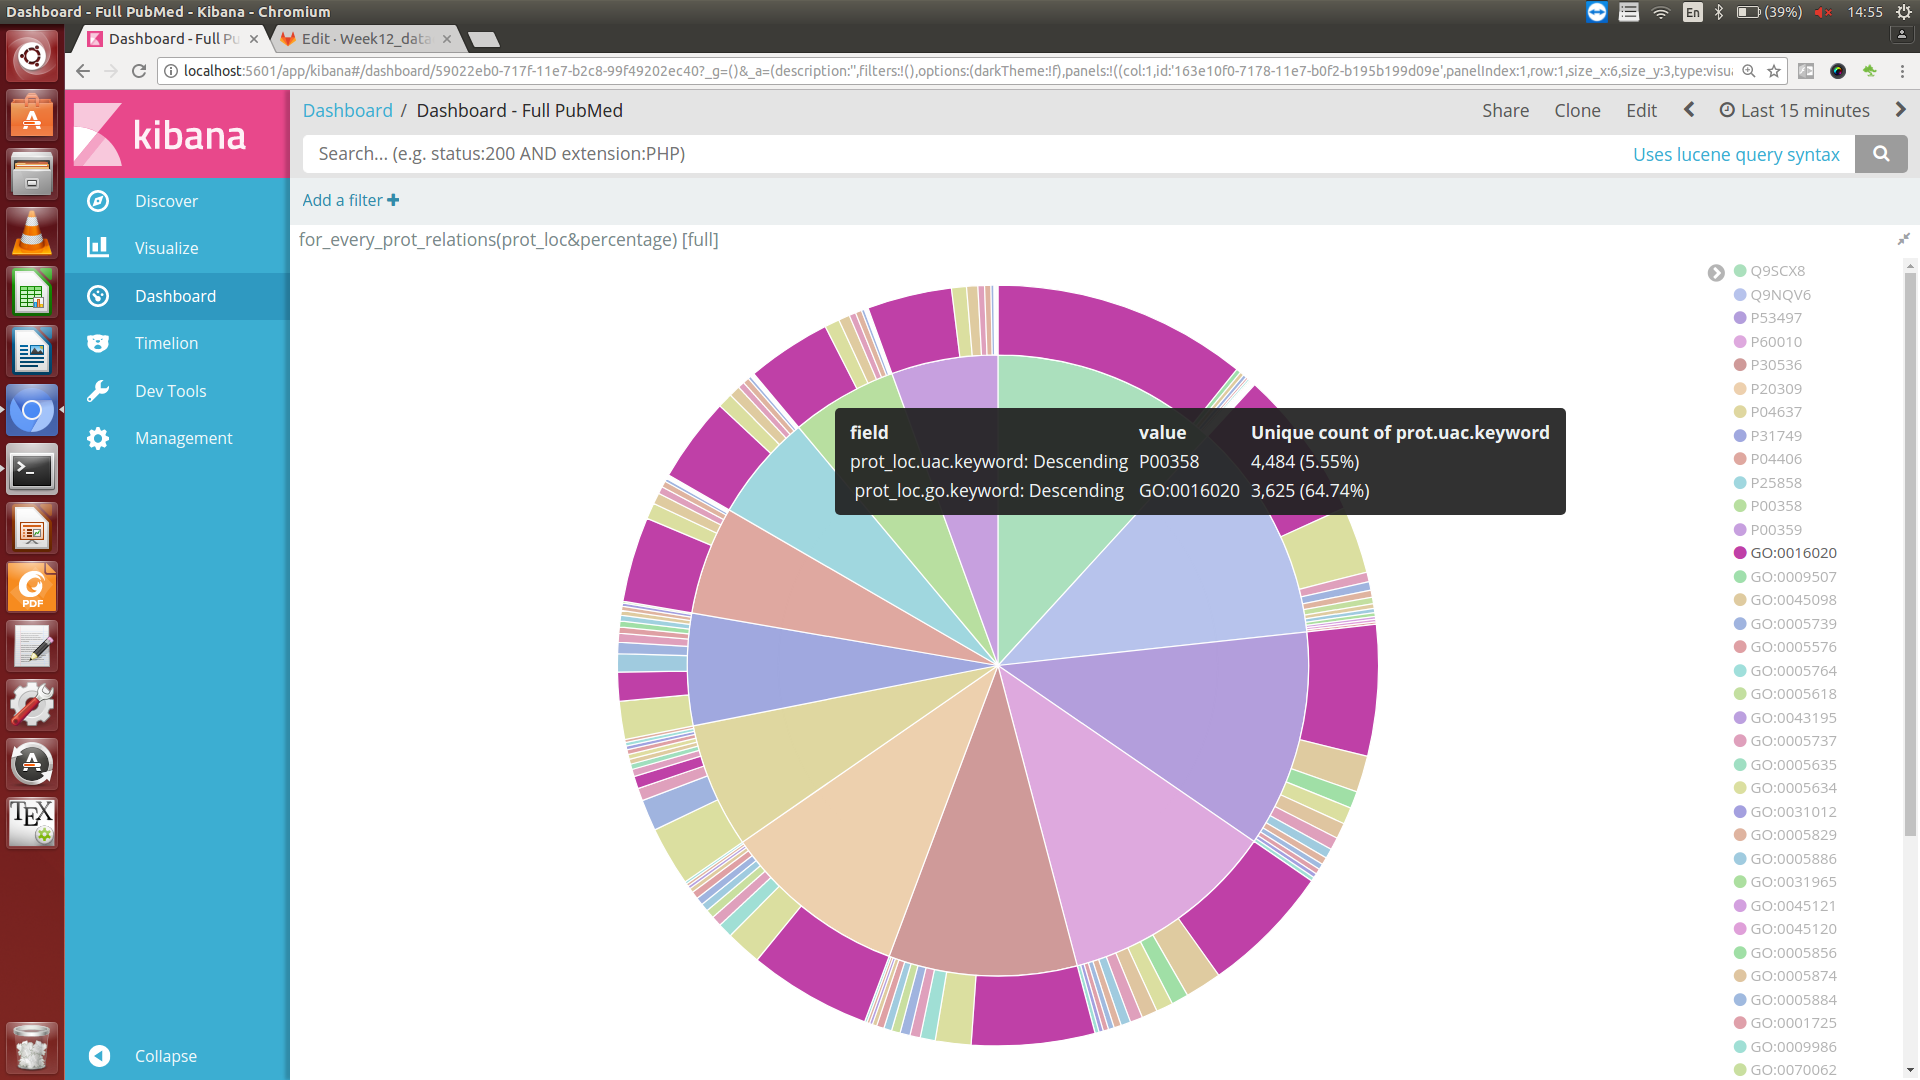 Dashboard - Full PubMed - Kibana - Chromium
En
(39%)
14:55
Dashboard - Full Pu
Edit · Week12_data
localhost:5601/app/kibana#/dashboard/59022eb0-717f-11e7-b2c8-99f49202ec40?_g=()&_a=(description:'',filters:!(),options:(darkTheme:!f),panels:!((col:1,id:'163e10f0-7178-11e7-b0f2-b195b199d09e',panelIndex:1,row:1,size_x:6,size_y:3,type:visua
kibana
Discover
Visualize
Dashboard
Timelion
Dev Tools
Management
Collapse
PDF
TEX
Dashboard / Dashboard - Full PubMed
Share
Clone
Edit
Last 15 minutes
Search... (e.g. status:200 AND extension:PHP)
Uses lucene query syntax
Add a filter +
for_every_prot_relations(prot_loc&percentage) [full]
field value Unique count of prot.uac.keyword
prot_loc.uac.keyword: Descending P00358 4,484 (5.55%)
prot_loc.go.keyword: Descending GO:0016020 3,625 (64.74%)
Q9SCX8
Q9NQV6
P53497
P60010
P30536
P20309
P04637
P31749
P04406
P25858
P00358
P00359
GO:0016020
GO:0009507
GO:0045098
GO:0005739
GO:0005576
GO:0005764
GO:0005618
GO:0043195
GO:0005737
GO:0005635
GO:0005634
GO:0031012
GO:0005829
GO:0005886
GO:0031965
GO:0045121
GO:0045120
GO:0005856
GO:0005874
GO:0005884
GO:0001725
GO:0009986
GO:0070062